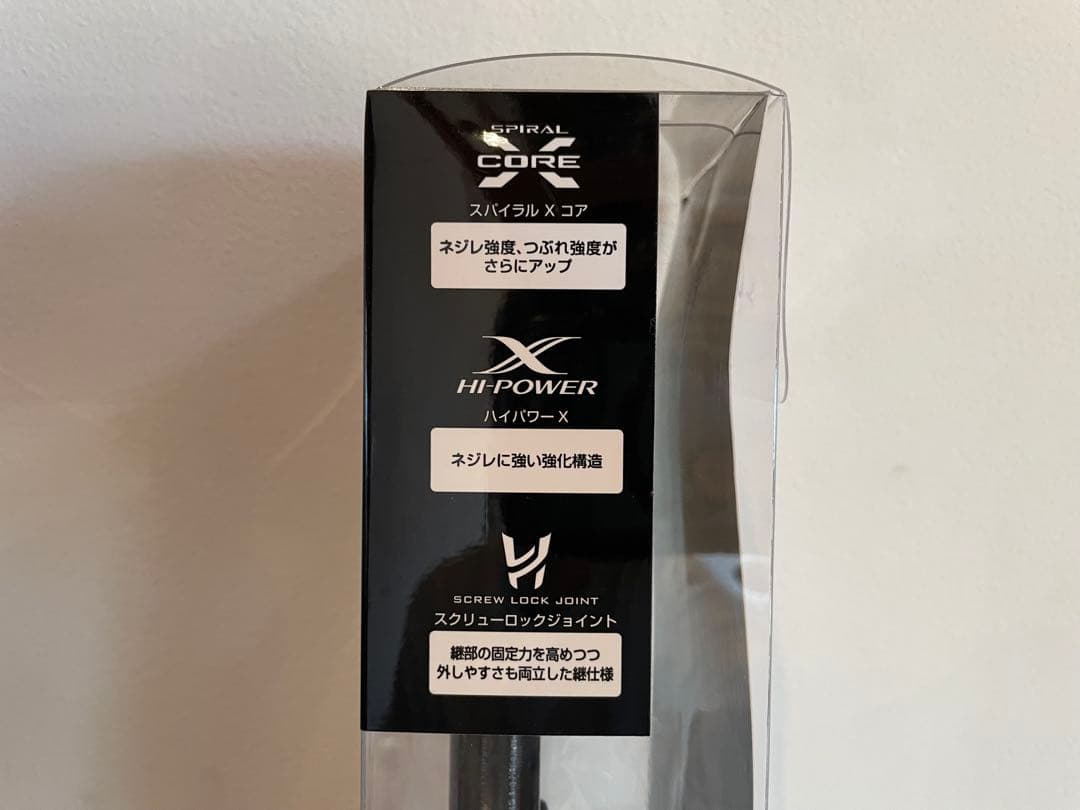 SPIRAL
X
CORE
スパイラル X コア
ネジレ強度、つぶれ強度が
さらにアップ
X
HI-POWER
ハイパワー X
ネジレに強い強化構造
SCREW LOCK JOINT
スクリューロックジョイント
継部の固定力を高めつつ
外しやすさも両立した継仕様